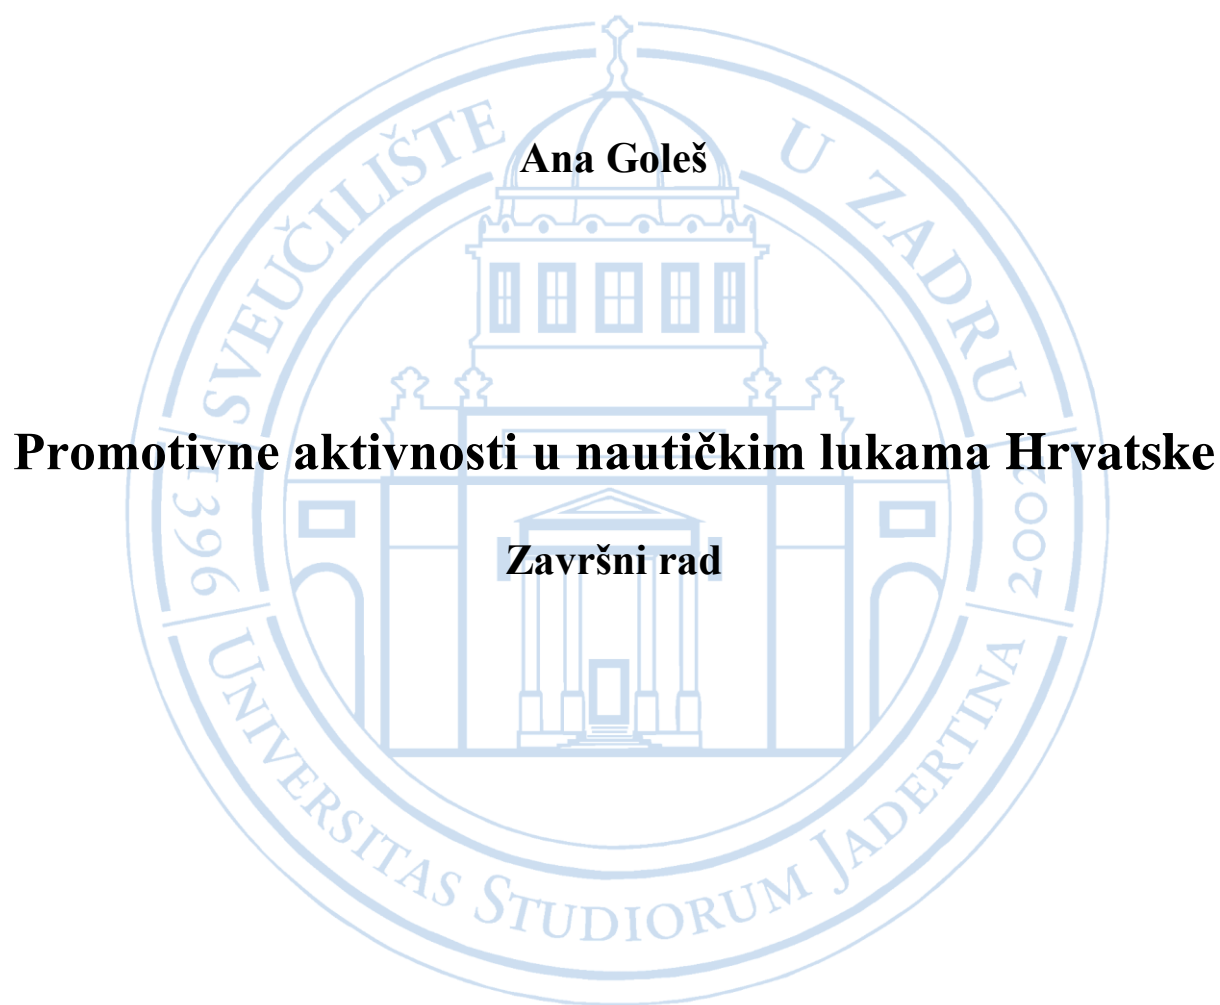 Ana Goleš
Promotivne aktivnosti u nautičkim lukama Hrvatske
Završni rad
SVEUČILIŠTE U ZADRU
1396
2002
UNIVERSITAS STUDIORUM JADERTINA